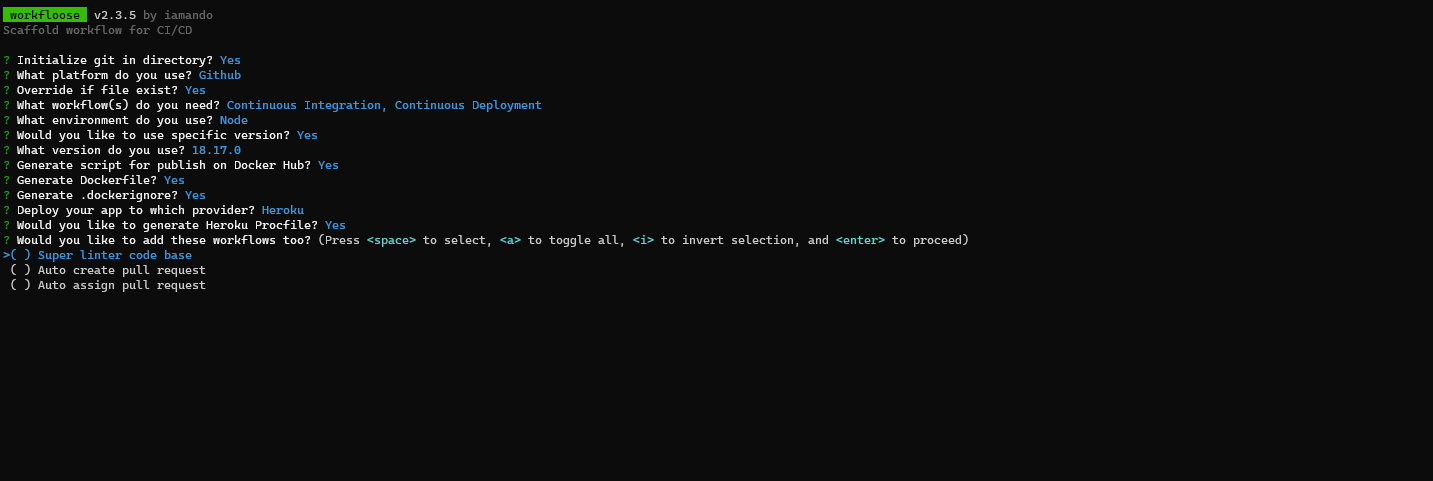 workfloose v2.3.5 by iamando
Scaffold workflow for CI/CD
? Initialize git in directory? Yes
? What platform do you use? Github
? Override if file exist? Yes
? What workflow(s) do you need? Continuous Integration, Continuous Deployment
? What environment do you use? Node
? Would you like to use specific version? Yes
? What version do you use? 18.17.0
? Generate script for publish on Docker Hub? Yes
? Generate Dockerfile? Yes
? Generate .dockerignore? Yes
? Deploy your app to which provider? Heroku
? Would you like to generate Heroku Procfile? Yes
? Would you like to add these workflows too? (Press <space> to select, <a> to toggle all, <i> to invert selection, and <enter> to proceed)
>( ) Super linter code base
( ) Auto create pull request
( ) Auto assign pull request